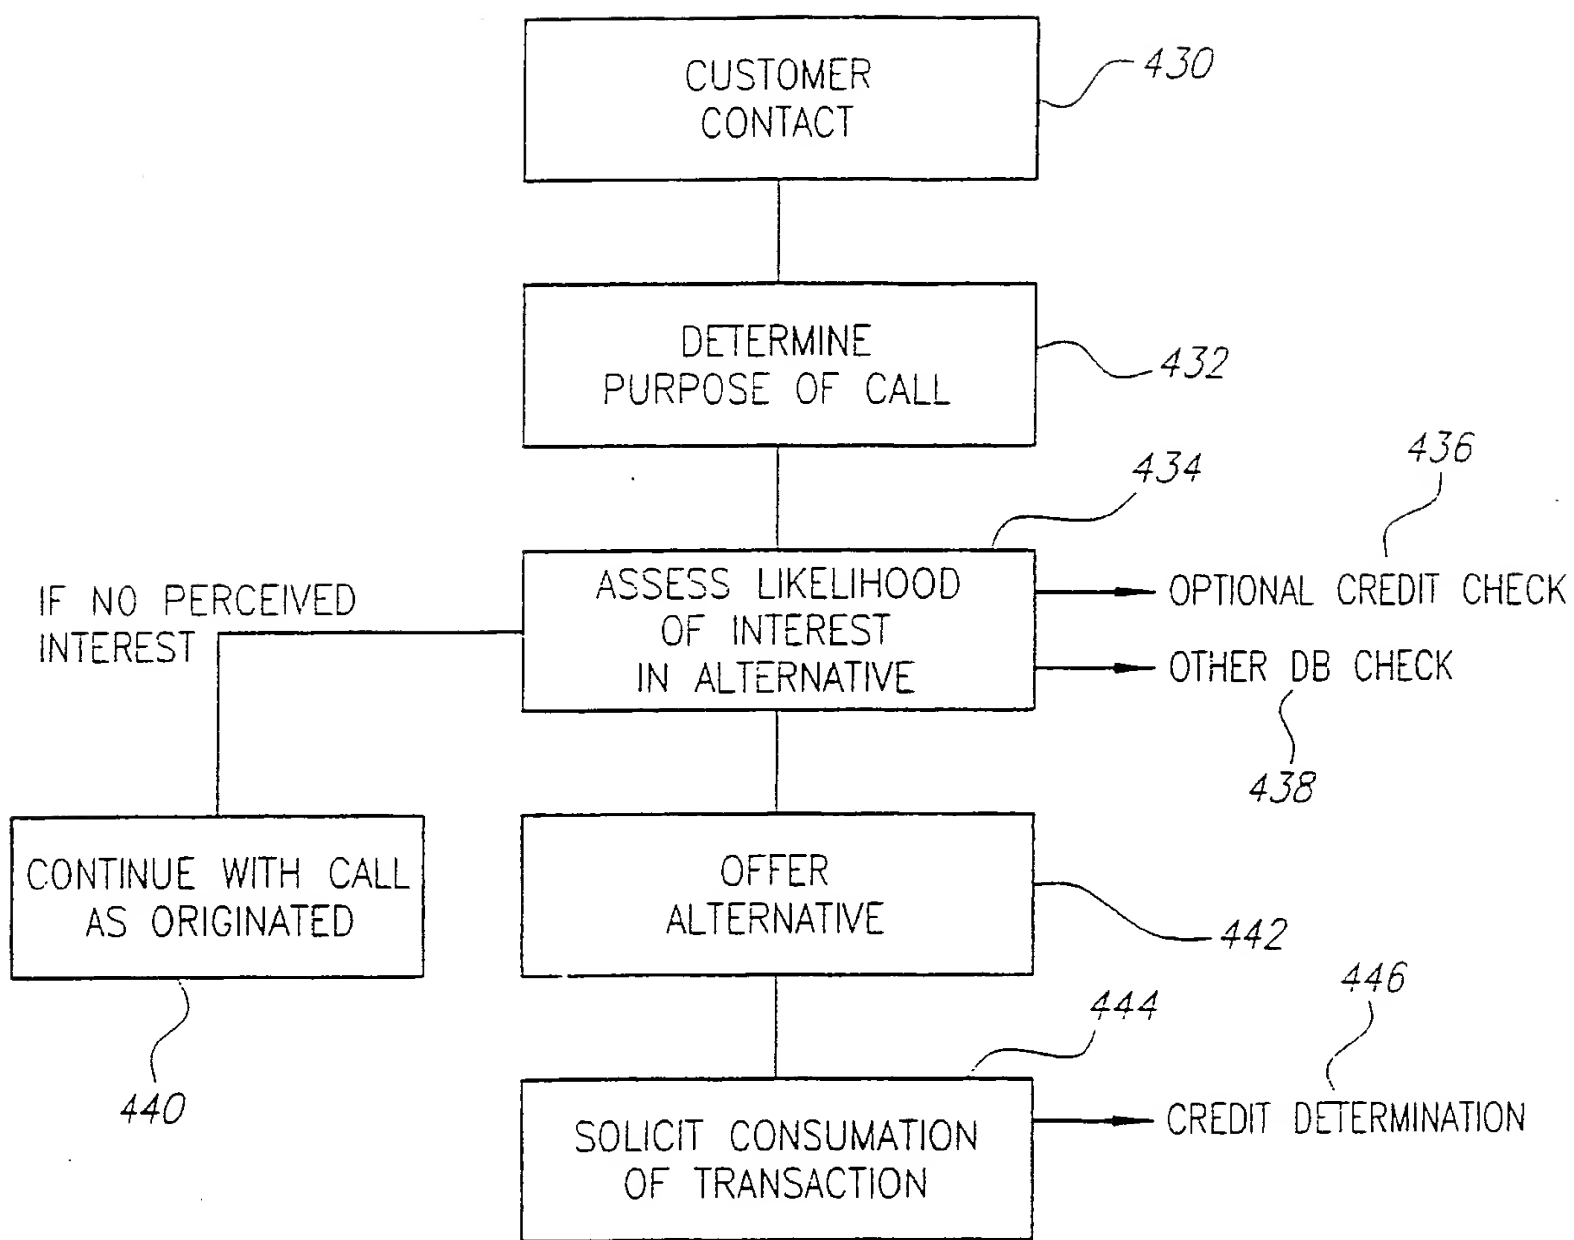 CUSTOMER
CONTACT
430
DETERMINE
PURPOSE OF CALL
432
434
436
IF NO PERCEIVED
INTEREST
ASSESS LIKELIHOOD
OF INTEREST
IN ALTERNATIVE
OPTIONAL CREDIT CHECK
OTHER DB CHECK
438
CONTINUE WITH CALL
AS ORIGINATED
440
OFFER
ALTERNATIVE
442
444
446
SOLICIT CONSUMATION
OF TRANSACTION
CREDIT DETERMINATION